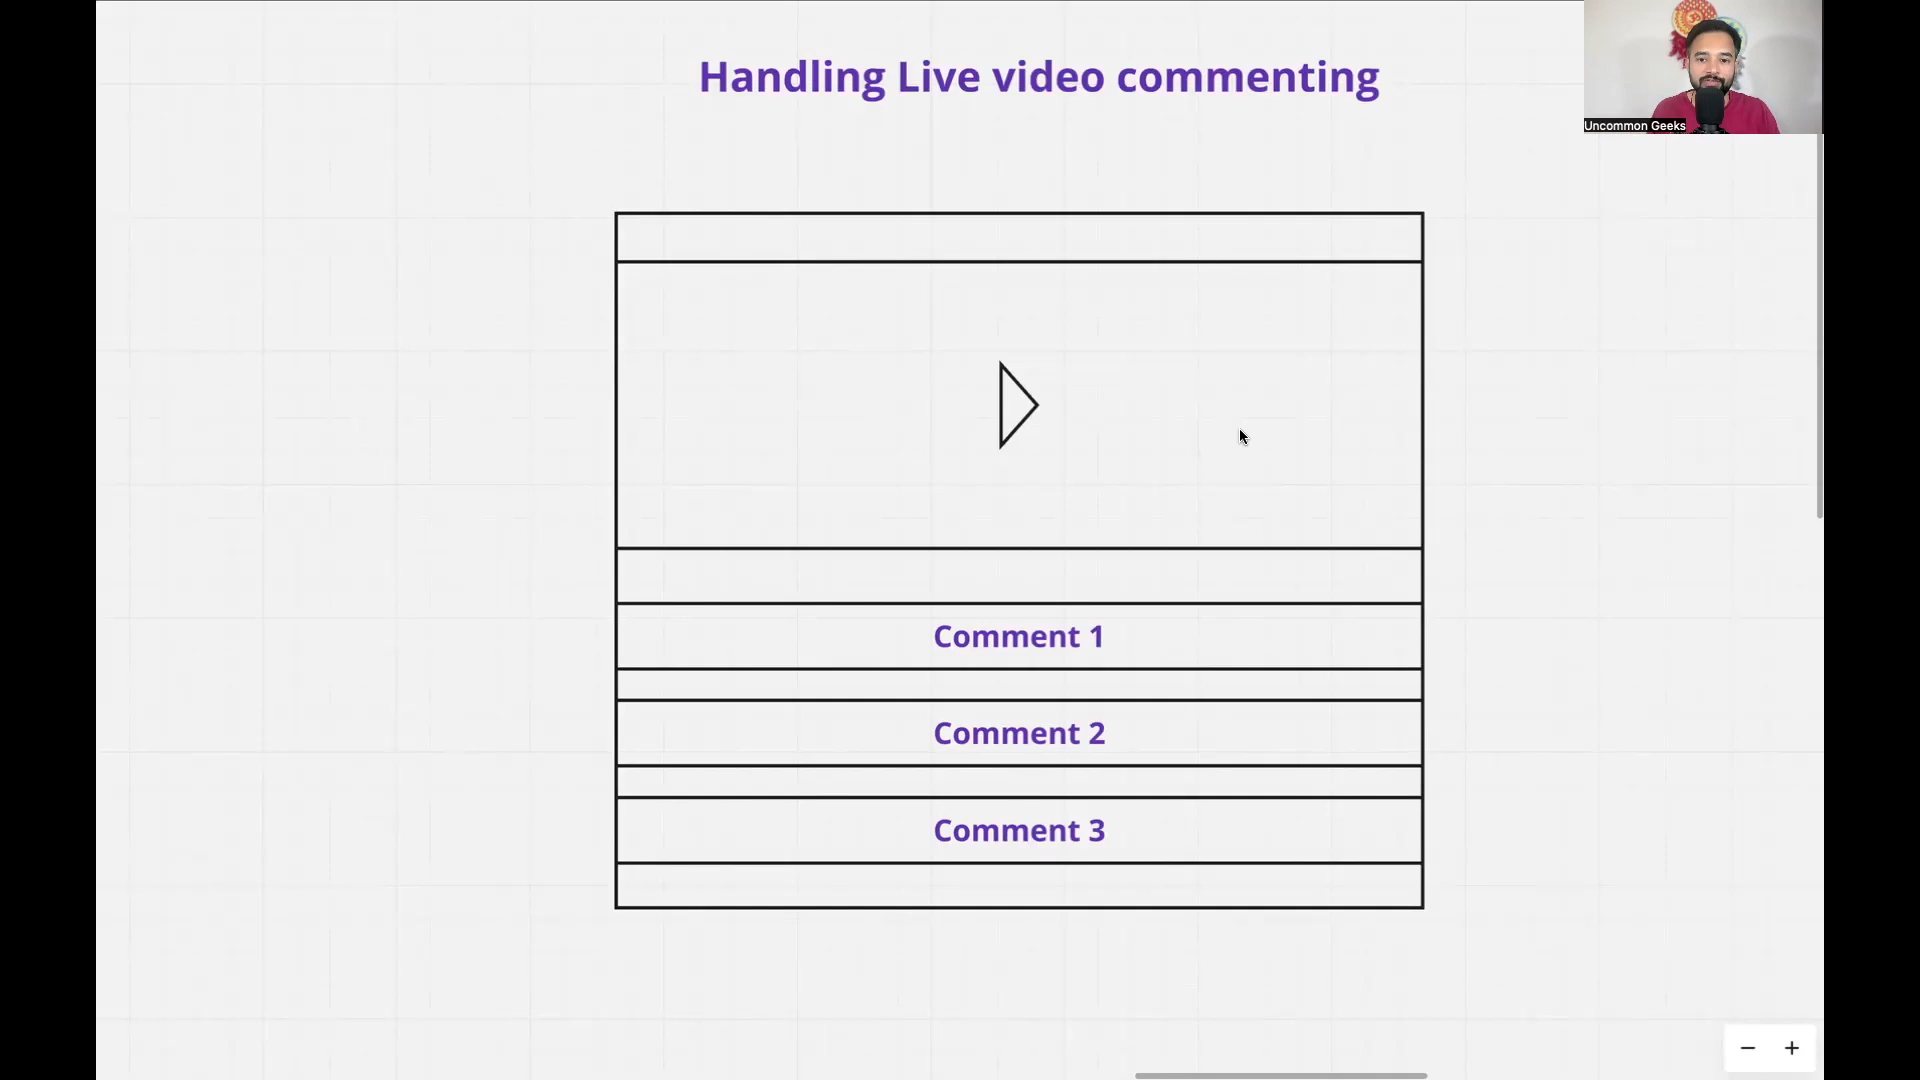 Handling Live video commenting
Uncommon Geeks
Comment 1
Comment 2
Comment 3